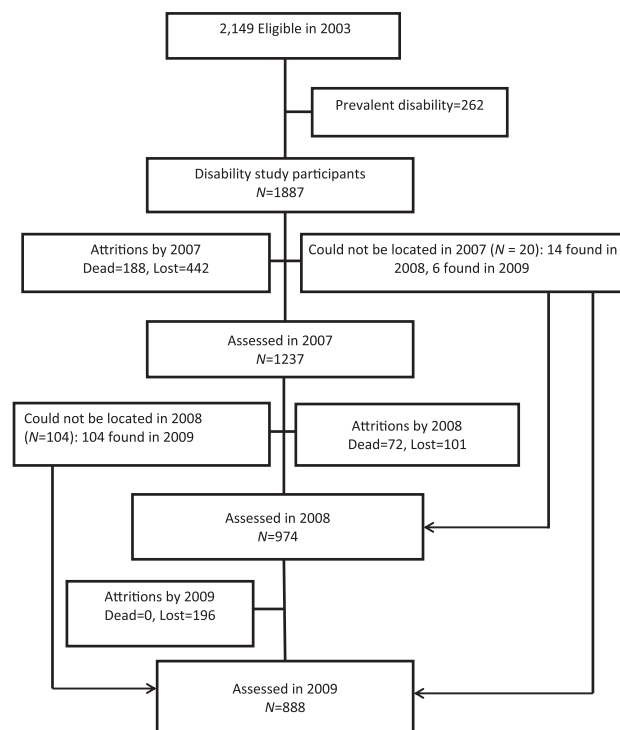 2,149 Eligible in 2003
Prevalent disability=262
Disability study participants
N=1887
Attritions by 2007
Dead=188, Lost=442
Could not be located in 2007 (N = 20): 14 found in
2008, 6 found in 2009
Assessed in 2007
N=1237
Could not be located in 2008
(N=104): 104 found in 2009
Attritions by 2008
Dead=72, Lost=101
Assessed in 2008
N=974
Attritions by 2009
Dead=0, Lost=196
Assessed in 2009
N=888